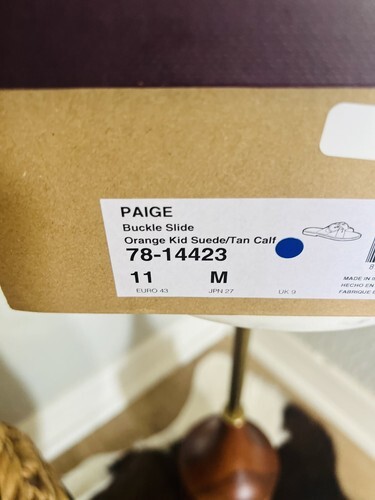 PAIGE
Buckle Slide
Orange Kid Suede/Tan Calf
78-14423
11 M
EURO 43 JPN 27 UK 9
8
MADE IN
HECHO EN
FABRIQUE